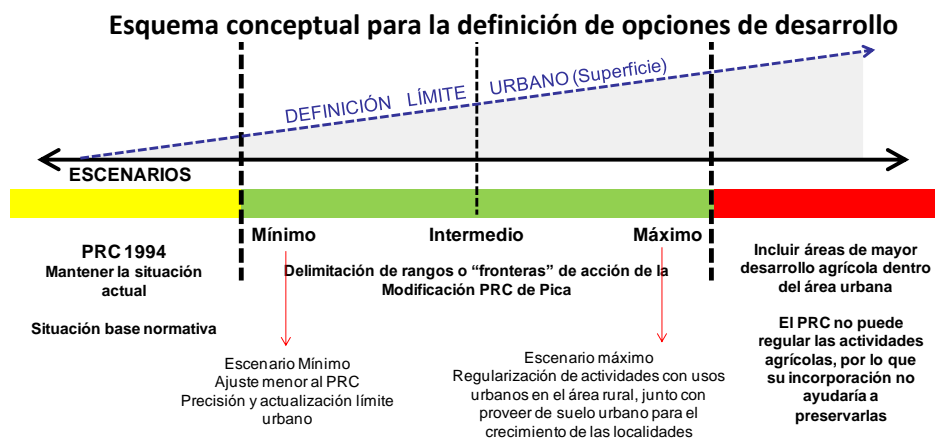 Esquema conceptual para la definición de opciones de desarrollo
DEFINICIÓN LÍMITE URBANO (Superficie)
ESCENARIOS
Mínimo
Intermedio
Máximo
PRC 1994
Mantener la situación
actual
Situación base normativa
Delimitación de rangos o “fronteras” de acción de la
Modificación PRC de Pica
Incluir áreas de mayor
desarrollo agrícola dentro
del área urbana
El PRC no puede
regular las actividades
agrícolas, por lo que
su incorporación no
ayudaría a
preservarlas
Escenario Mínimo
Ajuste menor al PRC
Precisión y actualización límite
urbano
Escenario máximo
Regularización de actividades con usos
urbanos en el área rural, junto con
proveer de suelo urbano para el
crecimiento de las localidades